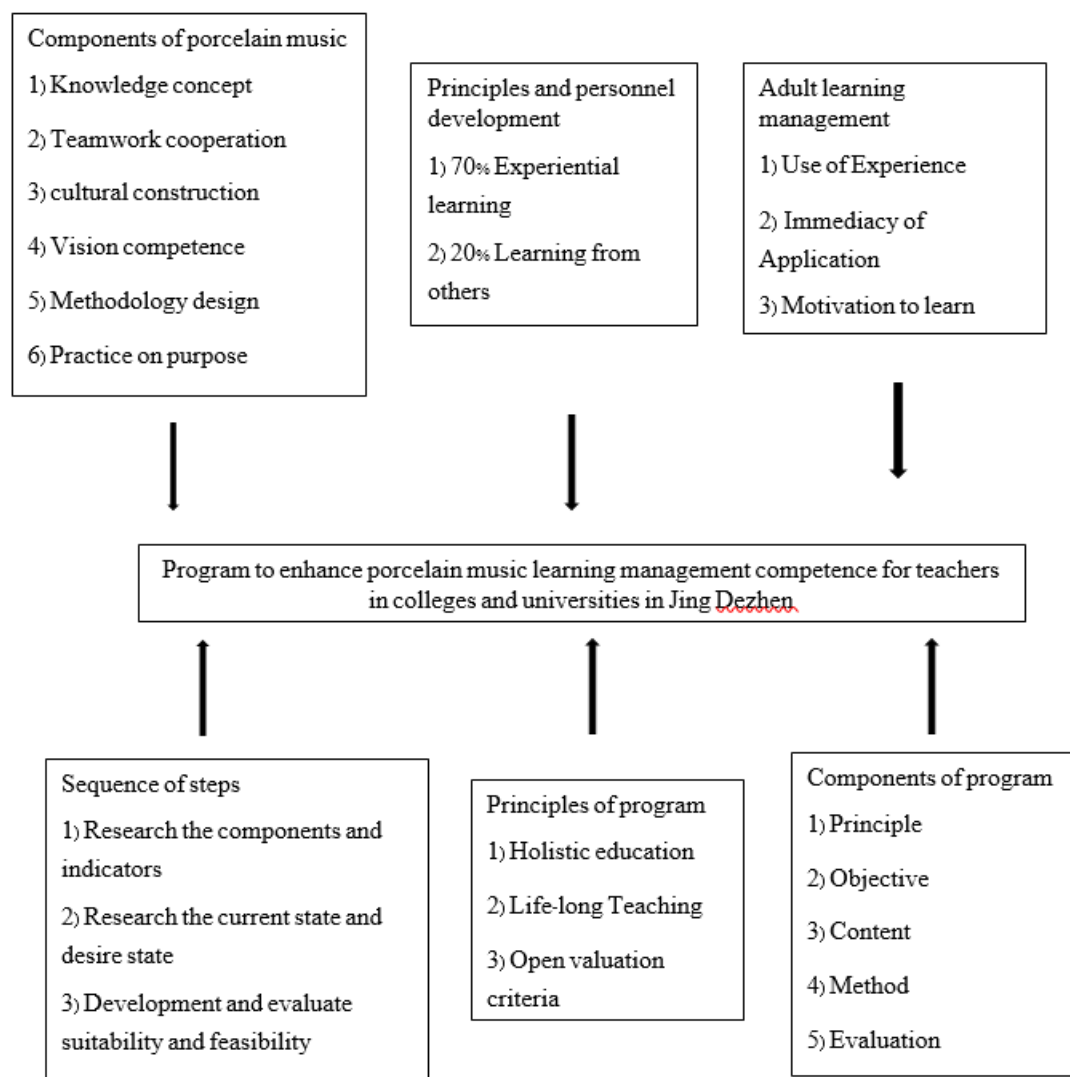 Components of porcelain music
1) Knowledge concept
2) Teamwork cooperation
3) cultural construction
4) Vision competence
5) Methodology design
6) Practice on purpose
Principles and personnel
development
1) 70% Experiential
learning
2) 20% Learning from
others
Adult learning
management
1) Use of Experience
2) Immediacy of
Application
3) Motivation to learn
Program to enhance porcelain music learning management competence for teachers
in colleges and universities in Jing Dezhen
Sequence of steps
1) Research the components and
indicators
2) Research the current state and
desire state
3) Development and evaluate
suitability and feasibility
Principles of program
1) Holistic education
2) Life-long Teaching
3) Open valuation
criteria
Components of program
1) Principle
2) Objective
3) Content
4) Method
5) Evaluation